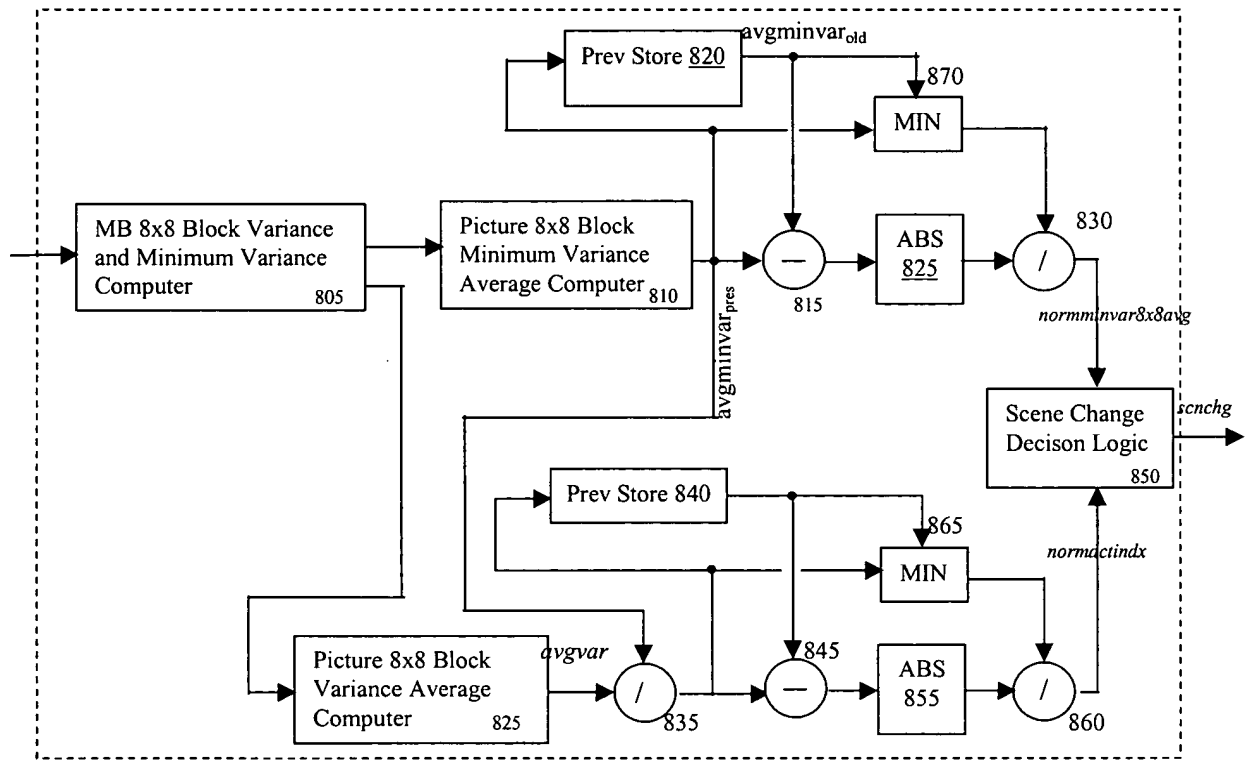 avgminvarold
Prev Store 820
870
MIN
MB 8x8 Block Variance
and Minimum Variance
Computer
805
Picture 8x8 Block
Minimum Variance
Average Computer
810
—
815
ABS
825
830
/
normminvar8x8avg
avgminvarpres
Scene Change
Decison Logic
850
scnchg
Prev Store 840
865
MIN
normactindx
Picture 8x8 Block
Variance Average
Computer
825
avgvar
/
835
845
—
ABS
855
/
860